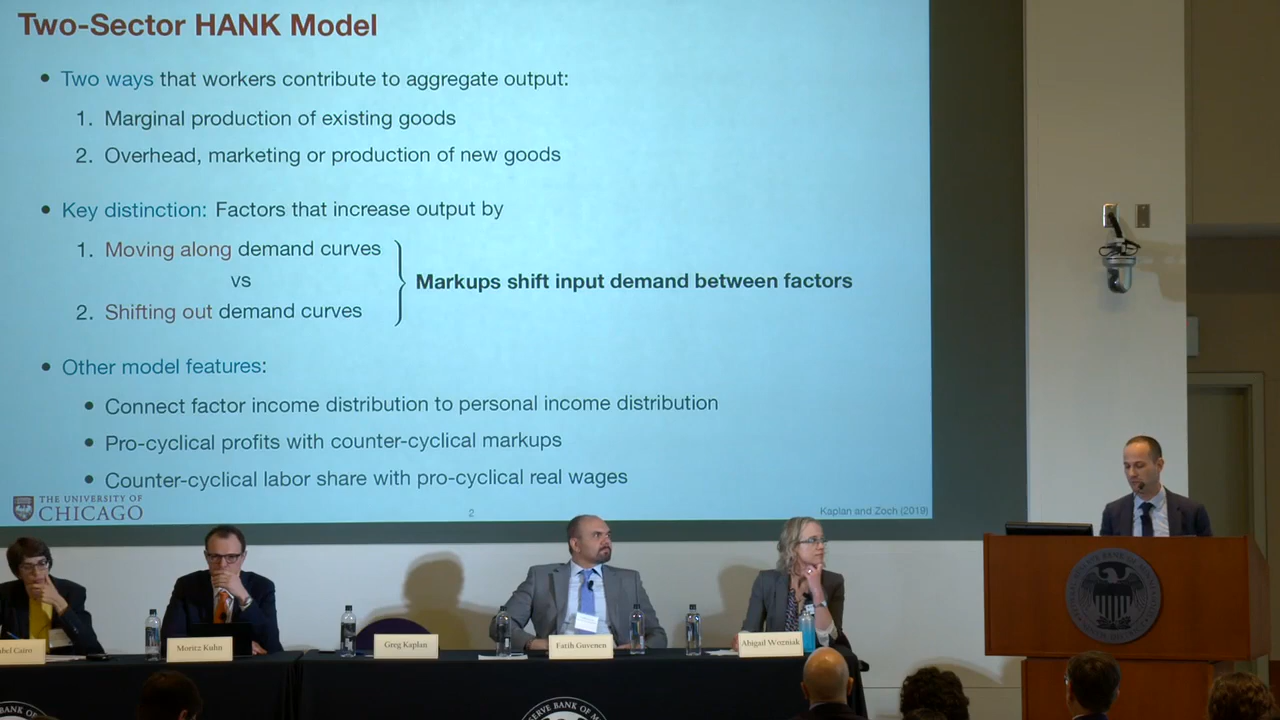 Two-Sector HANK Model
• Two ways that workers contribute to aggregate output:
1. Marginal production of existing goods
2. Overhead, marketing or production of new goods
• Key distinction: Factors that increase output by
1. Moving along demand curves
vs
2. Shifting out demand curves
Markups shift input demand between factors
• Other model features:
• Connect factor income distribution to personal income distribution
• Pro-cyclical profits with counter-cyclical markups
• Counter-cyclical labor share with pro-cyclical real wages
THE UNIVERSITY OF
CHICAGO
2
Kaplan and Zoch (2019)
Cairo
Moritz Kuhn
Greg Kaplan
Fatih Guvenen
Abigail Wozniak
BANK OF